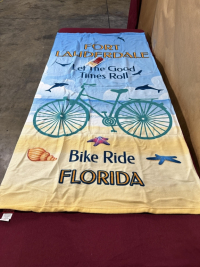 FORT
LAUDERDALE
Let the Good
Times Roll
Bike Ride
FLORIDA